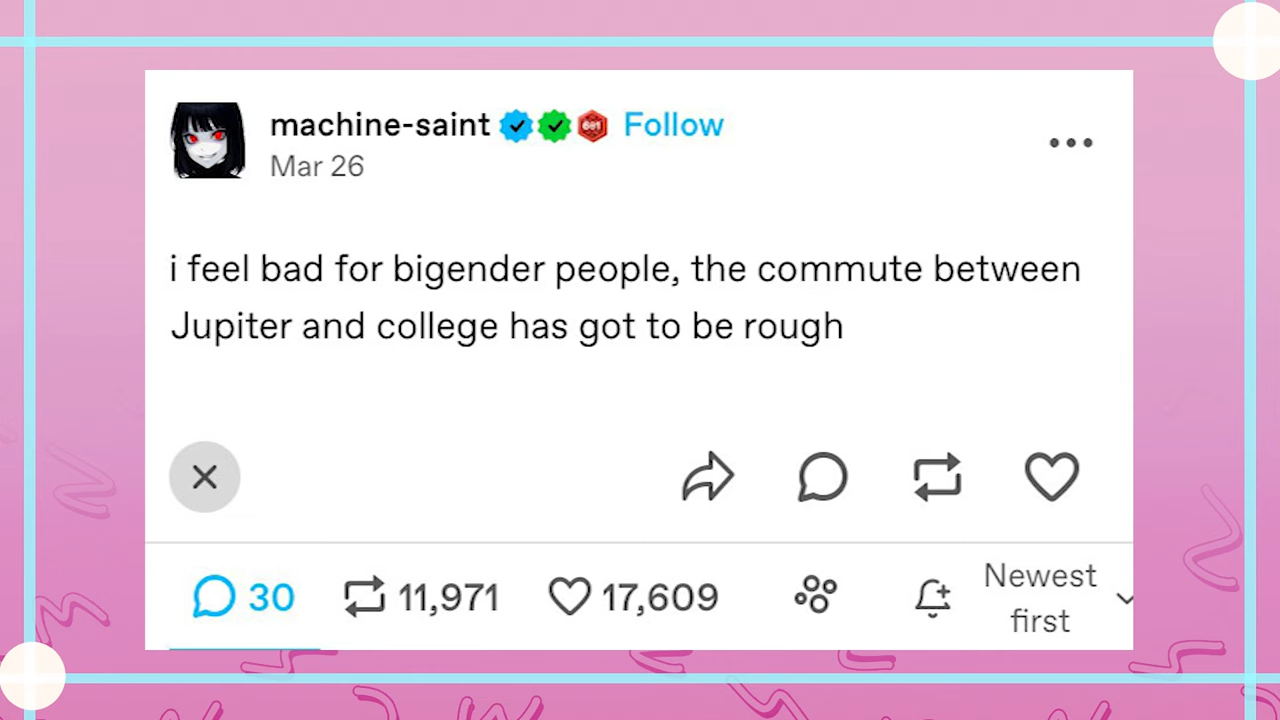 machine-saint Follow
Mar 26
i feel bad for bigender people, the commute between
Jupiter and college has got to be rough
30 11,971 17,609 Newest
first